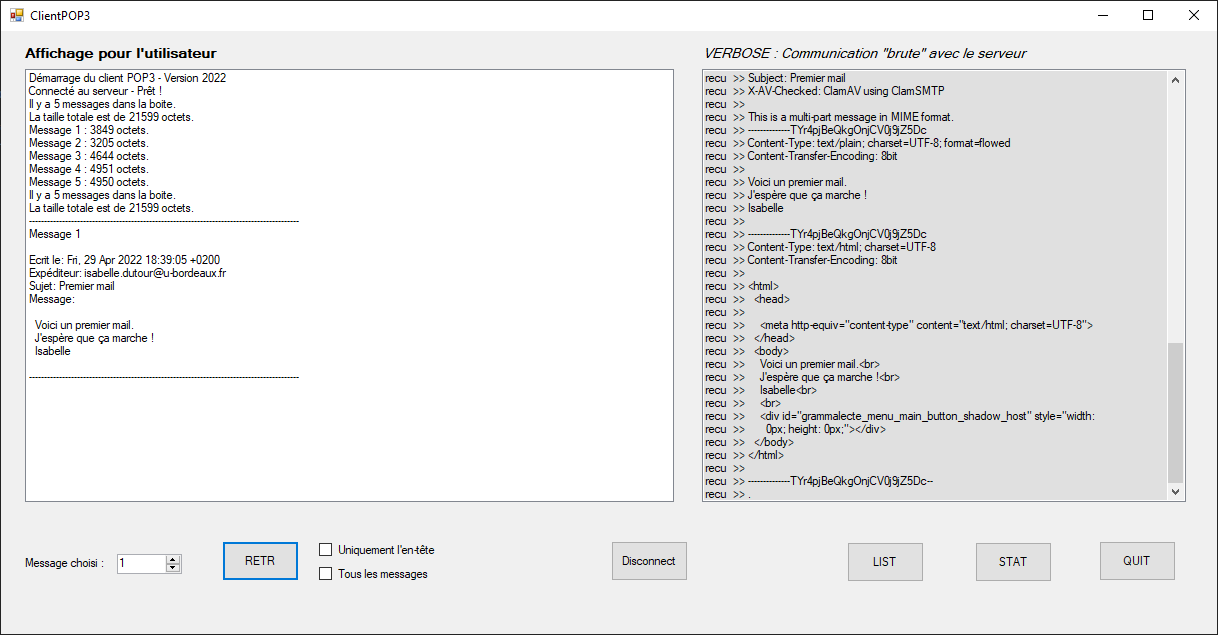 ClientPOP3
Affichage pour l'utilisateur
Démarrage du client POP3 - Version 2022
Connecté au serveur - Prêt !
Il y a 5 messages dans la boite.
La taille totale est de 21599 octets.
Message 1 : 3849 octets.
Message 2 : 3205 octets.
Message 3 : 4644 octets.
Message 4 : 4951 octets.
Message 5 : 4950 octets.
Il y a 5 messages dans la boite.
La taille totale est de 21599 octets.
------------------------------------------------------------------------------------------
Message 1
Ecrit le: Fri, 29 Apr 2022 18:39:05 +0200
Expéditeur: isabelle.dutour@u-bordeaux.fr
Sujet: Premier mail
Message:
Voici un premier mail.
J'espère que ça marche !
Isabelle
------------------------------------------------------------------------------------------
VERBOSE : Communication "brute" avec le serveur
recu >> Subject: Premier mail
recu >> X-AV-Checked: ClamAV using ClamSMTP
recu >>
recu >> This is a multi-part message in MIME format.
recu >> --------------TYr4pjBeQkgOnjCV0j9jZ5Dc
recu >> Content-Type: text/plain; charset=UTF-8; format=flowed
recu >> Content-Transfer-Encoding: 8bit
recu >>
recu >> Voici un premier mail.
recu >> J'espère que ça marche !
recu >> Isabelle
recu >>
recu >> --------------TYr4pjBeQkgOnjCV0j9jZ5Dc
recu >> Content-Type: text/html; charset=UTF-8
recu >> Content-Transfer-Encoding: 8bit
recu >>
recu >> <html>
recu >>   <head>
recu >>
recu >>     <meta http-equiv="content-type" content="text/html; charset=UTF-8">
recu >>   </head>
recu >>   <body>
recu >>     Voici un premier mail.<br>
recu >>     J'espère que ça marche !<br>
recu >>     Isabelle<br>
recu >>     <br>
recu >>     <div id="grammalecte_menu_main_button_shadow_host" style="width:
recu >>       0px; height: 0px;"></div>
recu >>   </body>
recu >> </html>
recu >>
recu >> --------------TYr4pjBeQkgOnjCV0j9jZ5Dc--
recu >> .
Message choisi : 1
RETR
Uniquement l'en-tête
Tous les messages
Disconnect
LIST
STAT
QUIT